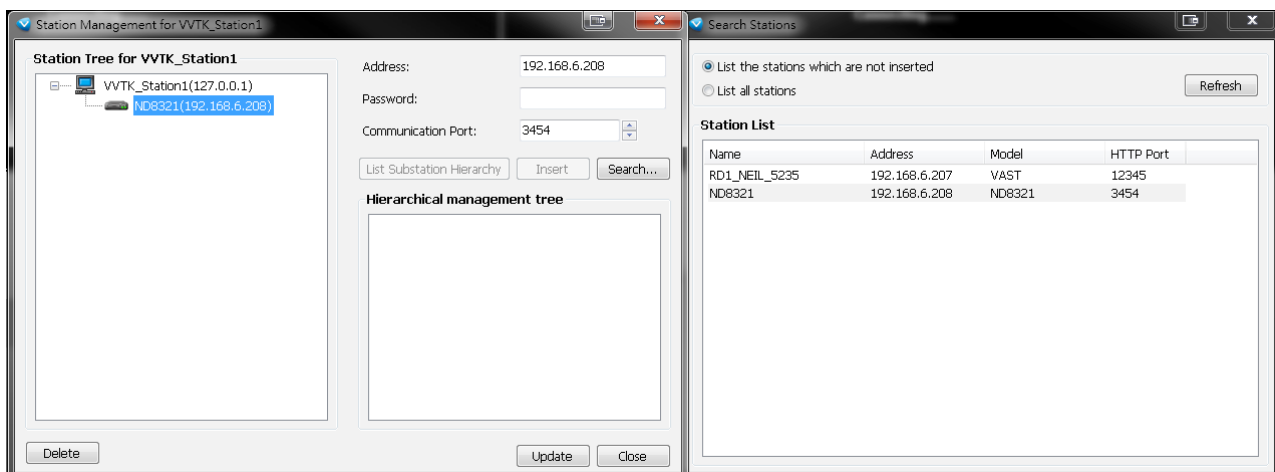 Station Management for VVTK_Station1
Station Tree for VVTK_Station1
VVTK_Station1(127.0.0.1)
ND8321(192.168.6.208)
Address: 192.168.6.208
Password:
Communication Port: 3454
List Substation Hierarchy Insert Search...
Hierarchical management tree
Delete
Update Close
Search Stations
List the stations which are not inserted
List all stations
Refresh
Station List
Name Address Model HTTP Port
RD1_NEIL_5235 192.168.6.207 VAST 12345
ND8321 192.168.6.208 ND8321 3454